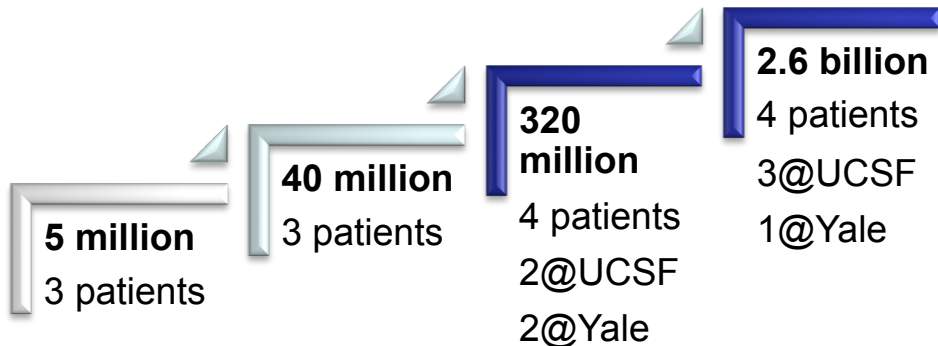 5 million
3 patients
40 million
3 patients
320
million
4 patients
2@UCSF
2@Yale
2.6 billion
4 patients
3@UCSF
1@Yale